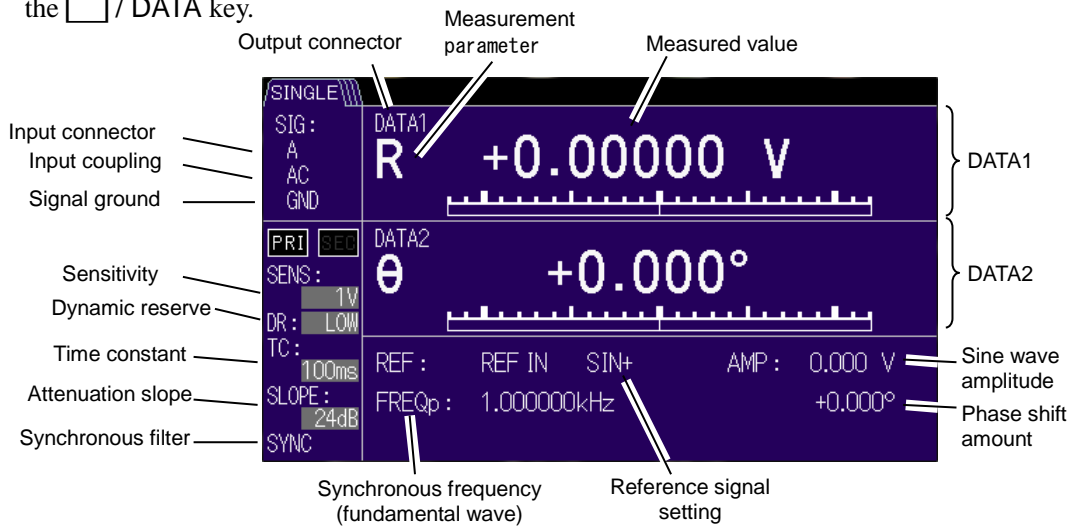 the / DATA key.
Measurement
parameter
Output connector
Measured value
Input connector
Input coupling
Signal ground
Sensitivity
Dynamic reserve
Time constant
Attenuation slope
Synchronous filter
SINGLE
SIG:
A
AC
GND
PRI SEC
SENS:
1V
DR: LOW
TC:
100ms
SLOPE:
24dB
SYNC
DATA1
R +0.00000 V
DATA2
θ +0.000°
REF: REF IN SIN+ AMP: 0.000 V
FREQp: 1.000000kHz +0.000°
DATA1
DATA2
Sine wave
amplitude
Phase shift
amount
Synchronous frequency
(fundamental wave)
Reference signal
setting